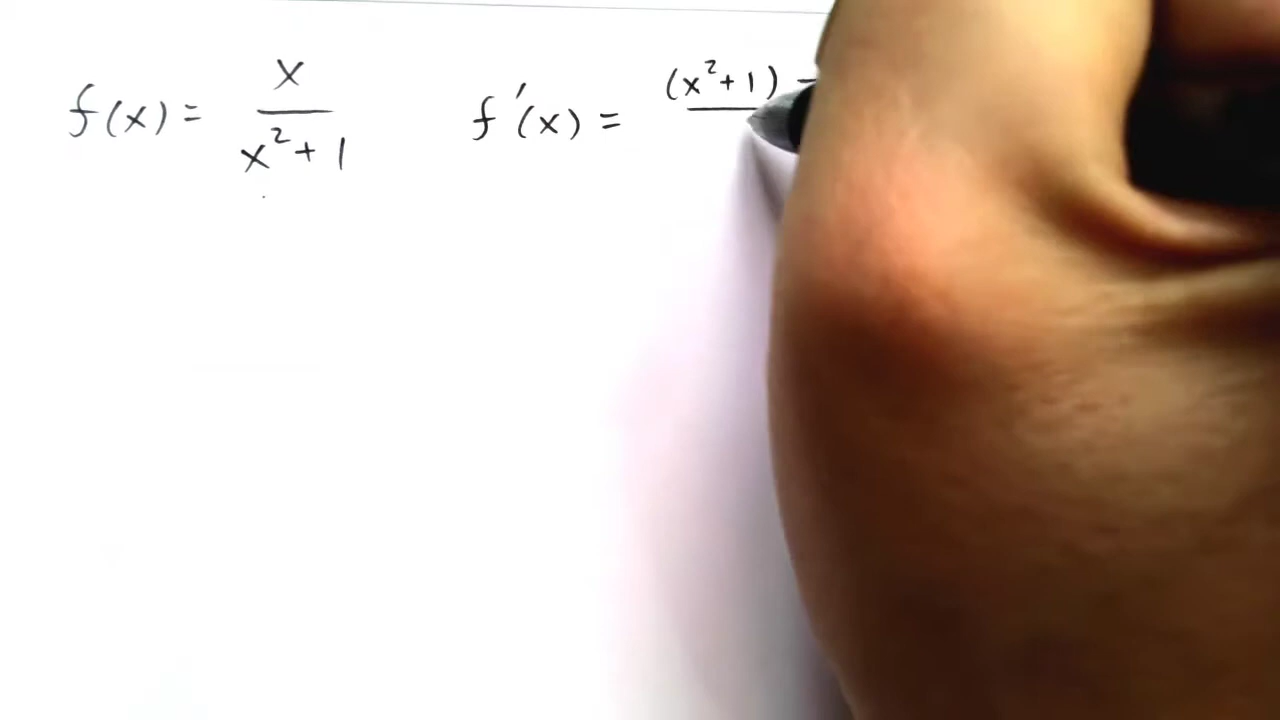 f(x) = x / (x² + 1) f'(x) = (x² + 1) -